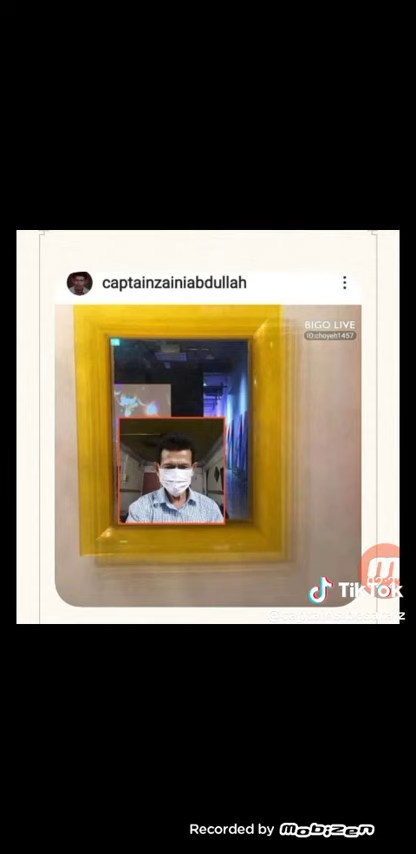 captainzainiabdullah
BIGO LIVE
ID:choyeh1457
TikTok
Recorded by Mobizen